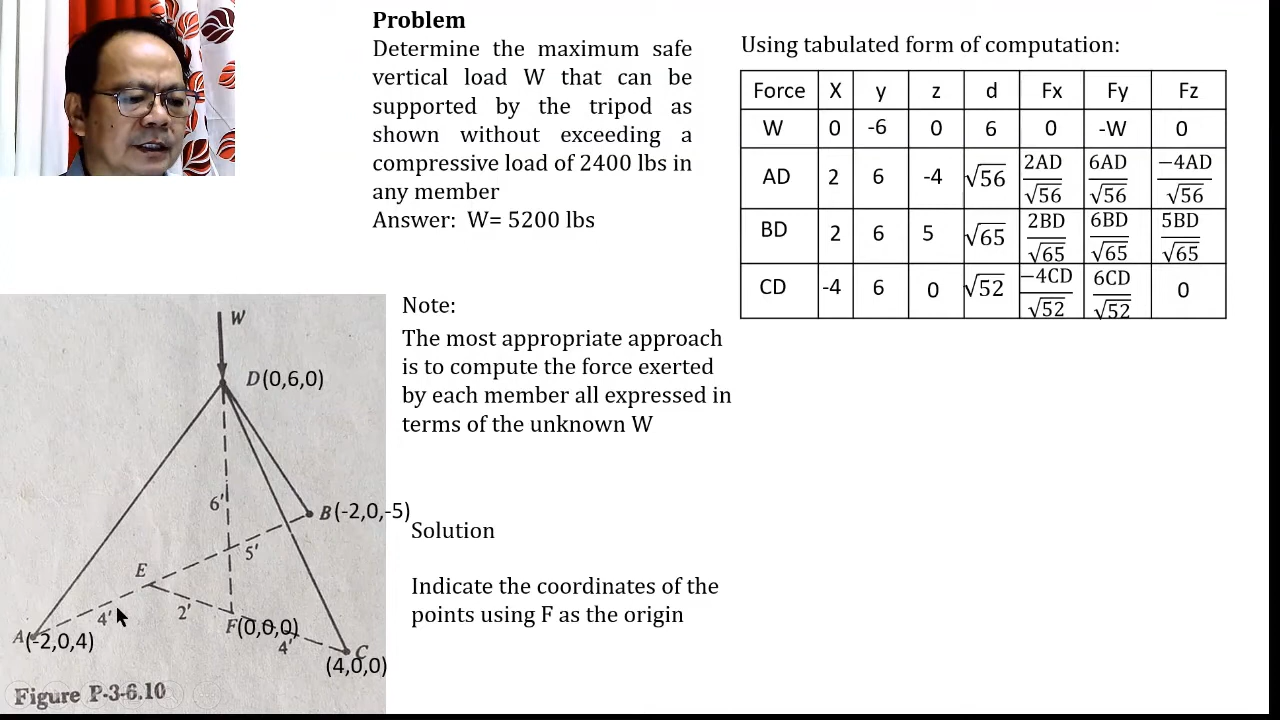 Problem
Determine the maximum safe
vertical load W that can be
supported by the tripod as
shown without exceeding a
compressive load of 2400 lbs in
any member
Answer: W= 5200 lbs
Using tabulated form of computation:
Force X y z d Fx Fy Fz
W 0 -6 0 6 0 -W 0
AD 2 6 -4 √56 2AD/√56 6AD/√56 −4AD/√56
BD 2 6 5 √65 2BD/√65 6BD/√65 5BD/√65
CD -4 6 0 √52 −4CD/√52 6CD/√52 0
Note:
The most appropriate approach
is to compute the force exerted
by each member all expressed in
terms of the unknown W
Solution
Indicate the coordinates of the
points using F as the origin
W
D(0,6,0)
6'
B(-2,0,-5)
5'
E
4'
2'
A(-2,0,4)
F(0,0,0)
4'
C
(4,0,0)
Figure P-3-6.10